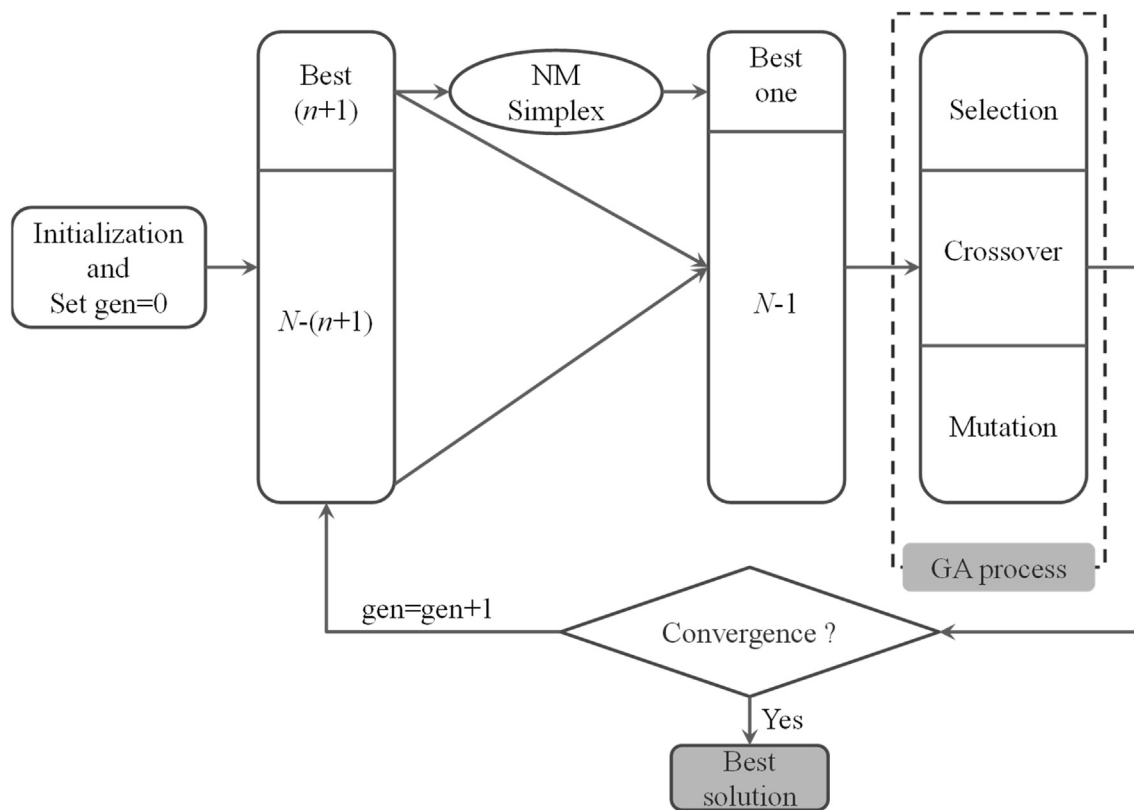 Best
(n+1)
NM
Simplex
Best
one
Selection
Initialization
and
Set gen=0
N-(n+1)
N-1
Crossover
Mutation
GA process
gen=gen+1
Convergence ?
Yes
Best
solution